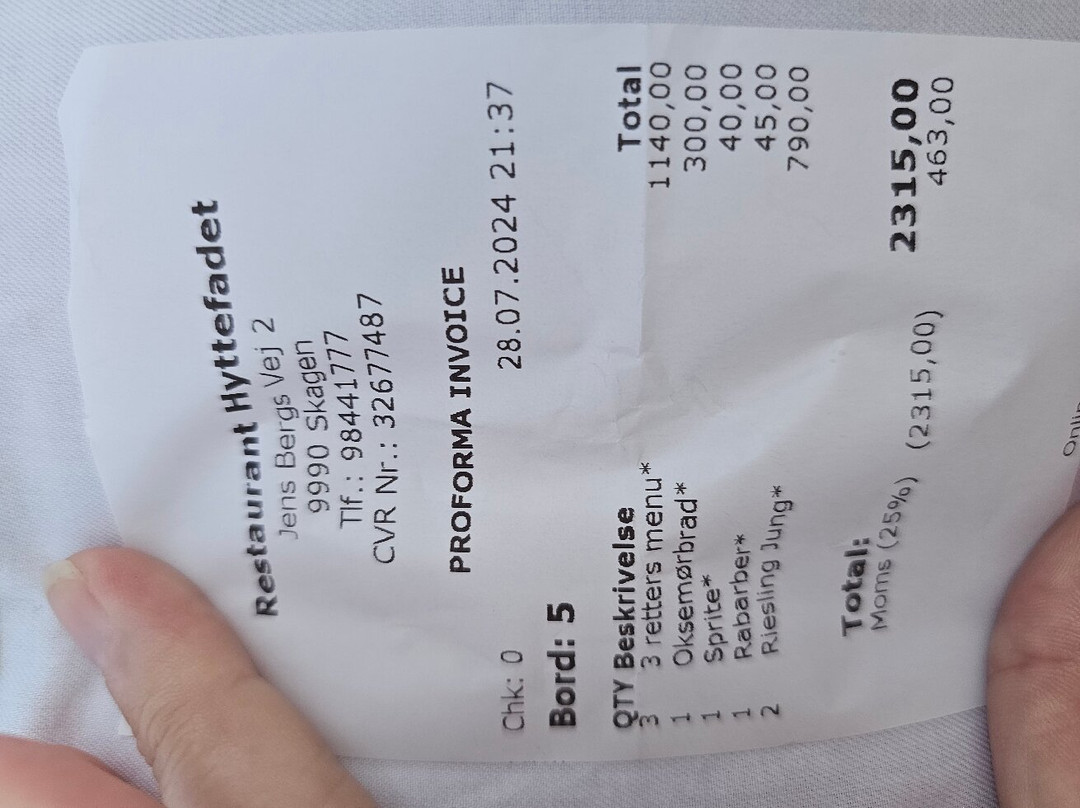 Restaurant Hyttefadet
Jens Bergs Vej 2
9990 Skagen
Tlf.: 98441777
CVR Nr.: 32677487
PROFORMA INVOICE
Chk: 0 28.07.2024 21:37
Bord: 5
QTY Beskrivelse Total
3 3 retters menu* 1140,00
1 Oksemørbrad* 300,00
1 Sprite* 40,00
1 Rabarber* 45,00
2 Riesling Jung* 790,00
Total: 2315,00
Moms (25%) (2315,00) 463,00